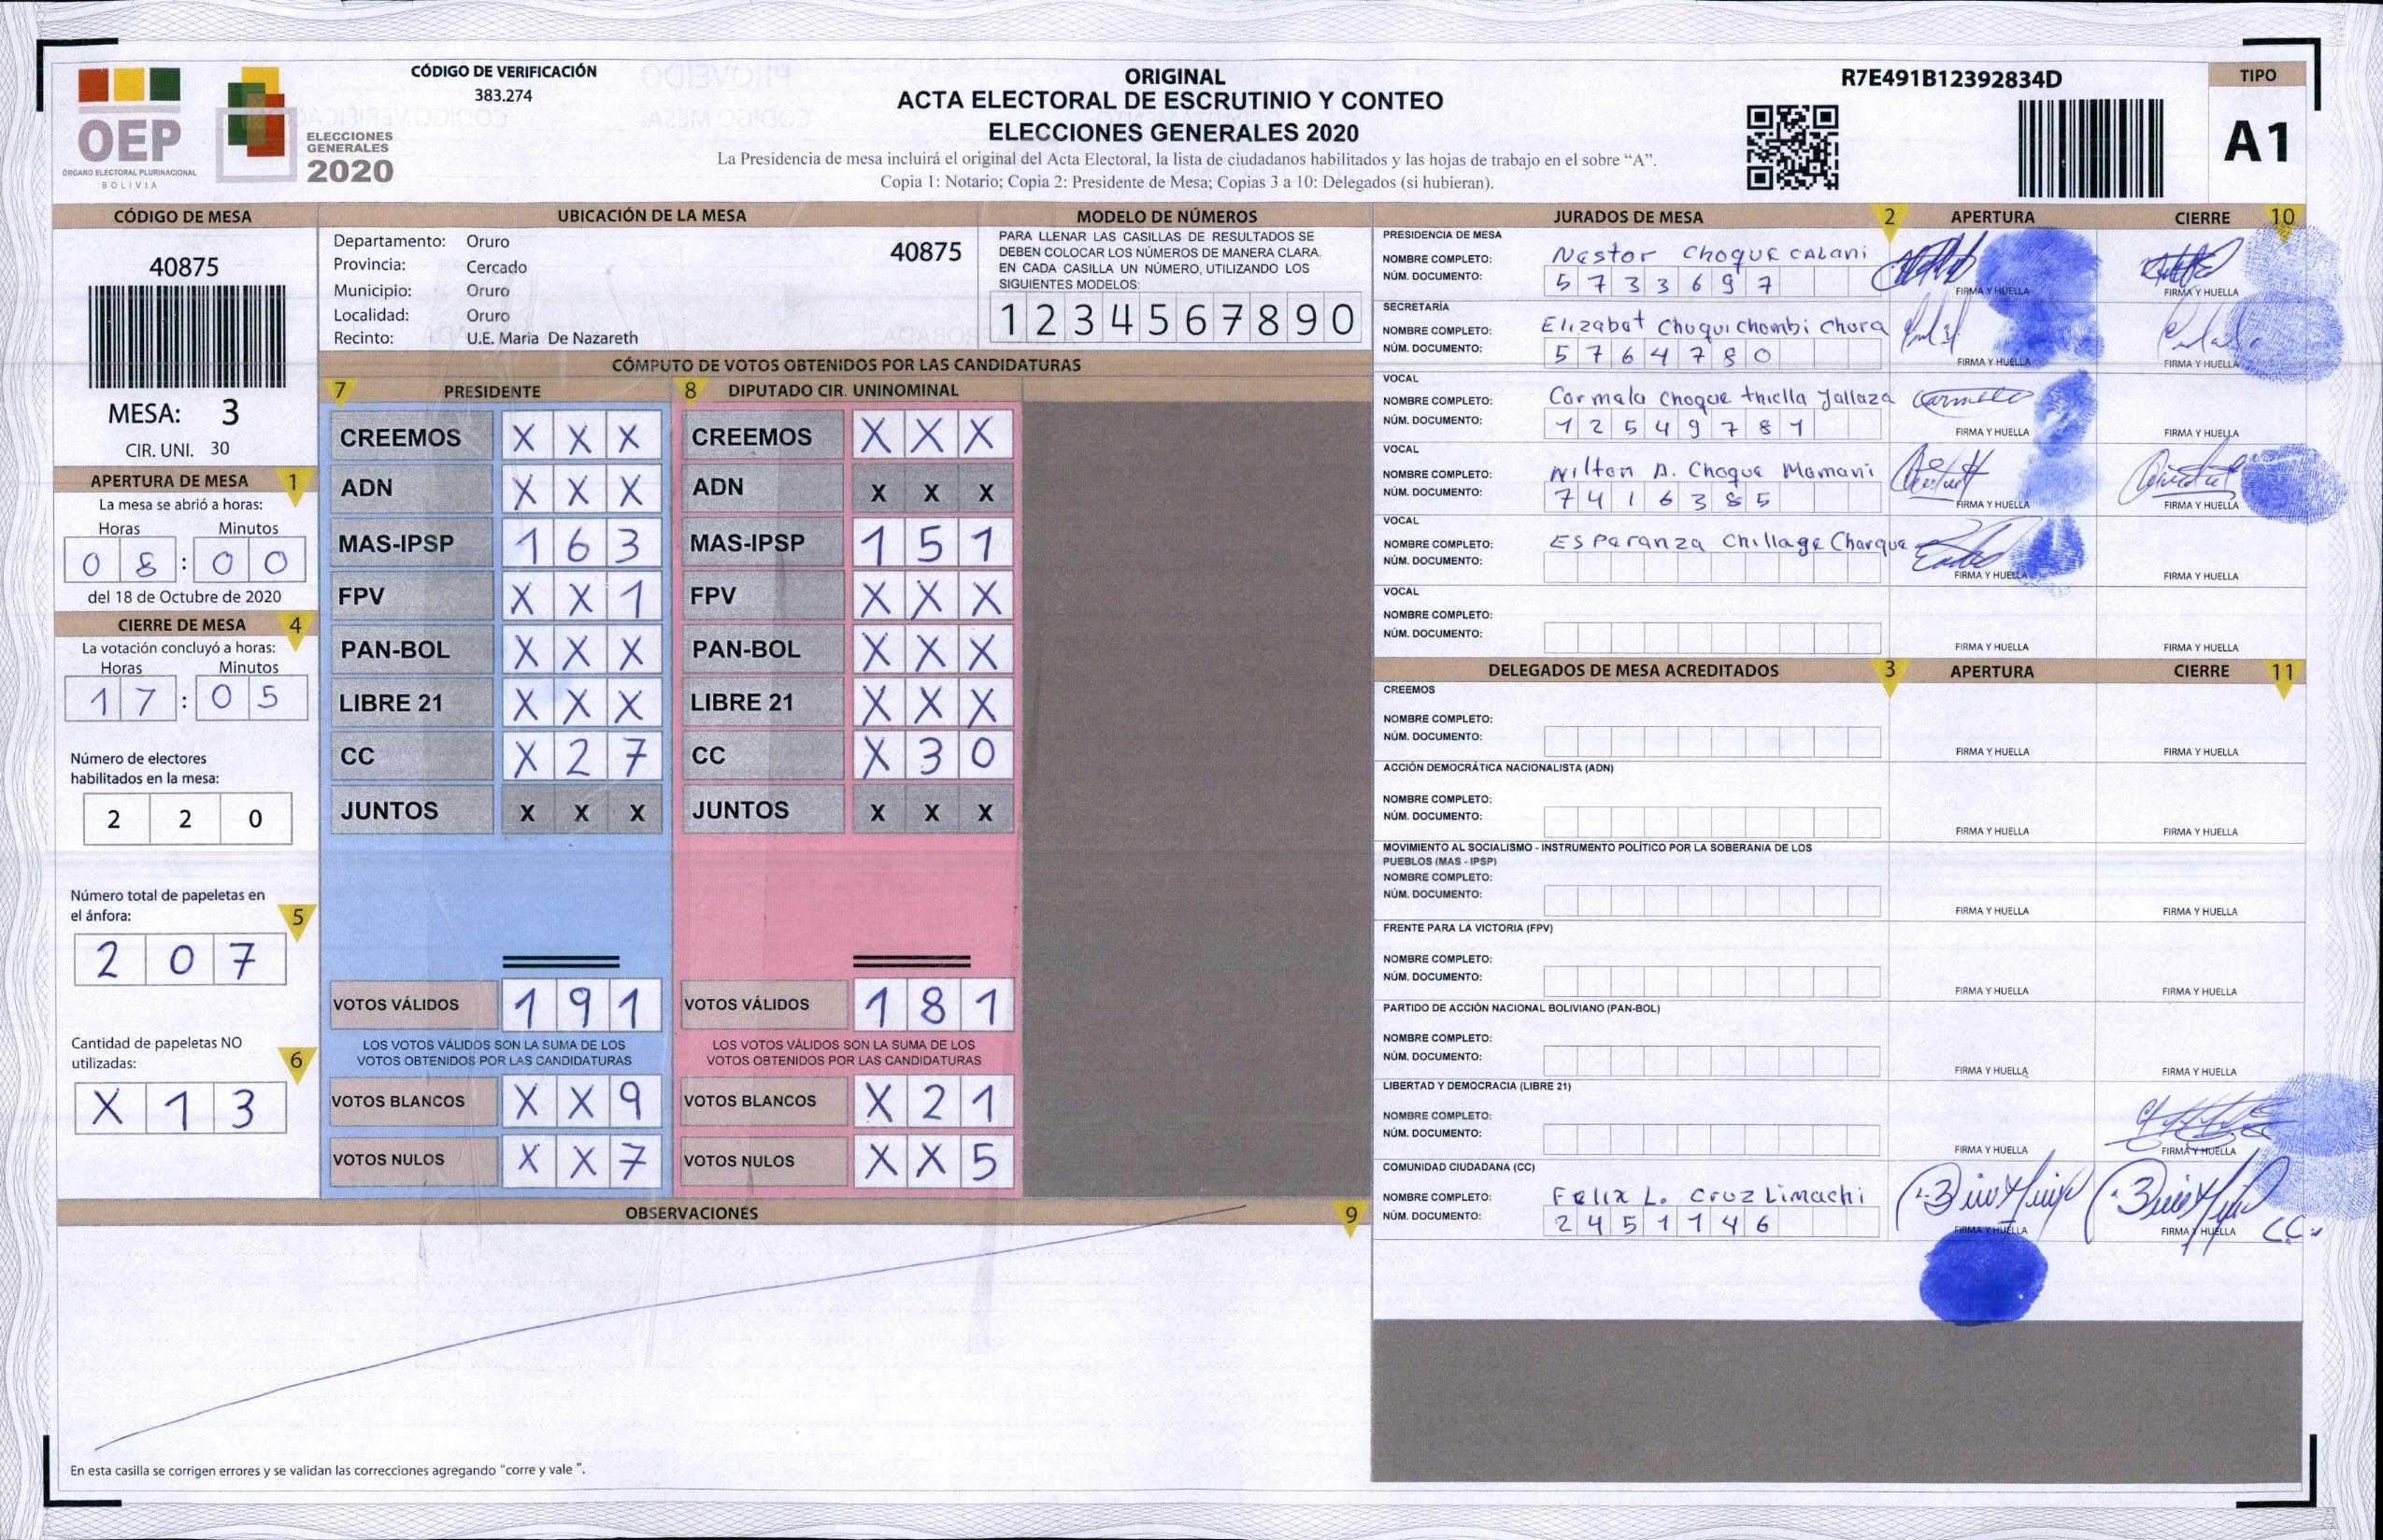 OEP
ÓRGANO ELECTORAL PLURINACIONAL
BOLIVIA
ELECCIONES
GENERALES
2020
CÓDIGO DE VERIFICACIÓN
383.274
ORIGINAL
ACTA ELECTORAL DE ESCRUTINIO Y CONTEO
ELECCIONES GENERALES 2020
La Presidencia de mesa incluirá el original del Acta Electoral, la lista de ciudadanos habilitados y las hojas de trabajo en el sobre “A”.
Copia 1: Notario; Copia 2: Presidente de Mesa; Copias 3 a 10: Delegados (si hubieran).
R7E491B12392834D
TIPO
A1
CÓDIGO DE MESA
40875
MESA: 3
CIR. UNI. 30
APERTURA DE MESA 1
La mesa se abrió a horas:
Horas Minutos
0 8 : 0 0
del 18 de Octubre de 2020
CIERRE DE MESA 4
La votación concluyó a horas:
Horas Minutos
1 7 : 0 5
Número de electores
habilitados en la mesa:
2 2 0
Número total de papeletas en
el ánfora: 5
2 0 7
Cantidad de papeletas NO
utilizadas: 6
X 1 3
UBICACIÓN DE LA MESA
Departamento: Oruro 40875
Provincia: Cercado
Municipio: Oruro
Localidad: Oruro
Recinto: U.E. Maria De Nazareth
MODELO DE NÚMEROS
PARA LLENAR LAS CASILLAS DE RESULTADOS SE
DEBEN COLOCAR LOS NÚMEROS DE MANERA CLARA.
EN CADA CASILLA UN NÚMERO, UTILIZANDO LOS
SIGUIENTES MODELOS:
1 2 3 4 5 6 7 8 9 0
CÓMPUTO DE VOTOS OBTENIDOS POR LAS CANDIDATURAS
7 PRESIDENTE 8 DIPUTADO CIR. UNINOMINAL
CREEMOS X X X CREEMOS X X X
ADN X X X ADN X X X
MAS-IPSP 1 6 3 MAS-IPSP 1 5 1
FPV X X 1 FPV X X X
PAN-BOL X X X PAN-BOL X X X
LIBRE 21 X X X LIBRE 21 X X X
CC X 2 7 CC X 3 0
JUNTOS X X X JUNTOS X X X
VOTOS VÁLIDOS 1 9 1 VOTOS VÁLIDOS 1 8 1
LOS VOTOS VÁLIDOS SON LA SUMA DE LOS LOS VOTOS VÁLIDOS SON LA SUMA DE LOS
VOTOS OBTENIDOS POR LAS CANDIDATURAS VOTOS OBTENIDOS POR LAS CANDIDATURAS
VOTOS BLANCOS X X 9 VOTOS BLANCOS X 2 1
VOTOS NULOS X X 7 VOTOS NULOS X X 5
OBSERVACIONES 9
En esta casilla se corrigen errores y se validan las correcciones agregando “corre y vale ”.
JURADOS DE MESA 2 APERTURA CIERRE 10
PRESIDENCIA DE MESA
NOMBRE COMPLETO: Nestor Choque Calani
NÚM. DOCUMENTO: 5 7 3 3 6 9 7
FIRMA Y HUELLA FIRMA Y HUELLA
SECRETARÍA
NOMBRE COMPLETO: Elizabet Choquichambi Chura
NÚM. DOCUMENTO: 5 7 6 4 7 8 0
FIRMA Y HUELLA FIRMA Y HUELLA
VOCAL
NOMBRE COMPLETO: Carmela Choque
NÚM. DOCUMENTO: 1 2 5 4 9 7 8 1
FIRMA Y HUELLA FIRMA Y HUELLA
VOCAL
NOMBRE COMPLETO: Wilton A. Choque Mamani
NÚM. DOCUMENTO: 7 4 1 6 3 8 5
FIRMA Y HUELLA FIRMA Y HUELLA
VOCAL
NOMBRE COMPLETO: Esperanza Chillage Charque
NÚM. DOCUMENTO:
FIRMA Y HUELLA FIRMA Y HUELLA
VOCAL
NOMBRE COMPLETO:
NÚM. DOCUMENTO:
FIRMA Y HUELLA FIRMA Y HUELLA
DELEGADOS DE MESA ACREDITADOS 3 APERTURA CIERRE 11
CREEMOS
NOMBRE COMPLETO:
NÚM. DOCUMENTO:
FIRMA Y HUELLA FIRMA Y HUELLA
ACCIÓN DEMOCRÁTICA NACIONALISTA (ADN)
NOMBRE COMPLETO:
NÚM. DOCUMENTO:
FIRMA Y HUELLA FIRMA Y HUELLA
MOVIMIENTO AL SOCIALISMO - INSTRUMENTO POLÍTICO POR LA SOBERANIA DE LOS
PUEBLOS (MAS - IPSP)
NOMBRE COMPLETO:
NÚM. DOCUMENTO:
FIRMA Y HUELLA FIRMA Y HUELLA
FRENTE PARA LA VICTORIA (FPV)
NOMBRE COMPLETO:
NÚM. DOCUMENTO:
FIRMA Y HUELLA FIRMA Y HUELLA
PARTIDO DE ACCIÓN NACIONAL BOLIVIANO (PAN-BOL)
NOMBRE COMPLETO:
NÚM. DOCUMENTO:
FIRMA Y HUELLA FIRMA Y HUELLA
LIBERTAD Y DEMOCRACIA (LIBRE 21)
NOMBRE COMPLETO:
NÚM. DOCUMENTO:
FIRMA Y HUELLA FIRMA Y HUELLA
COMUNIDAD CIUDADANA (CC)
NOMBRE COMPLETO: Felix L. Cruz Limachi
NÚM. DOCUMENTO: 2 4 5 1 1 4 6
FIRMA Y HUELLA FIRMA Y HUELLA